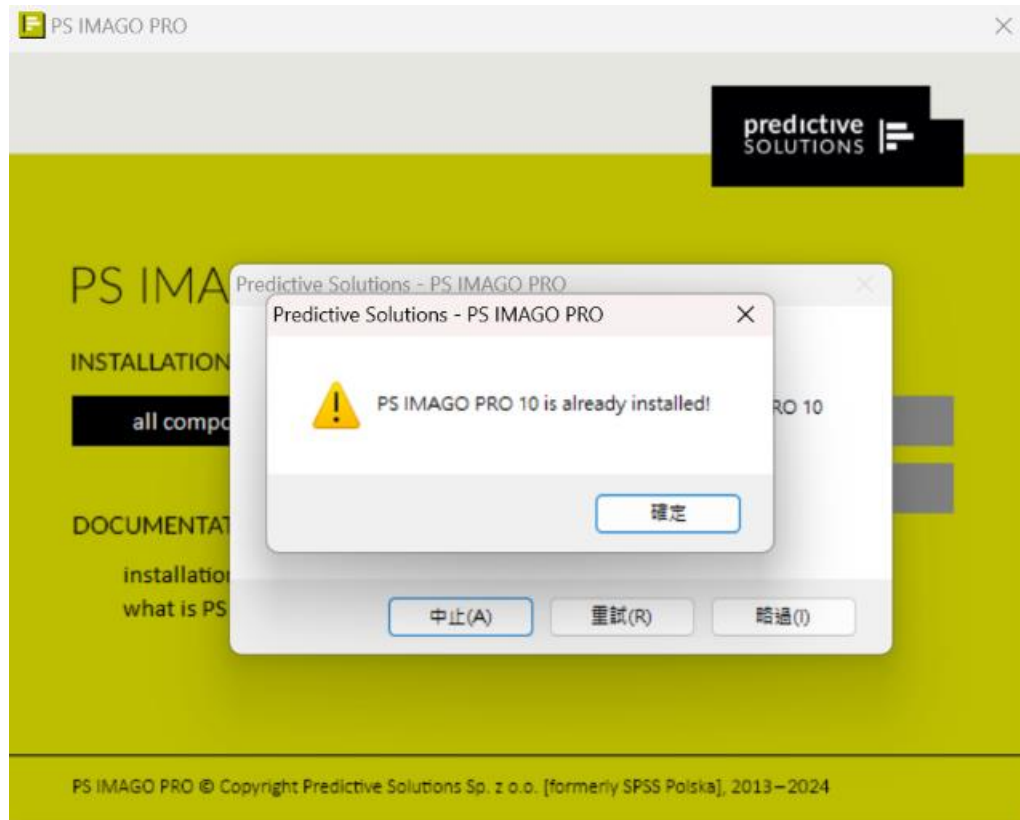 PS IMAGO PRO
predictive
SOLUTIONS
PS IMA
Predictive Solutions - PS IMAGO PRO
Predictive Solutions - PS IMAGO PRO
INSTALLATION
PS IMAGO PRO 10 is already installed!
RO 10
all compo
確定
DOCUMENTAT
installation
what is PS
中止(A)
重試(R)
略過(I)
PS IMAGO PRO © Copyright Predictive Solutions Sp. z o.o. [formerly SPSS Polska], 2013–2024